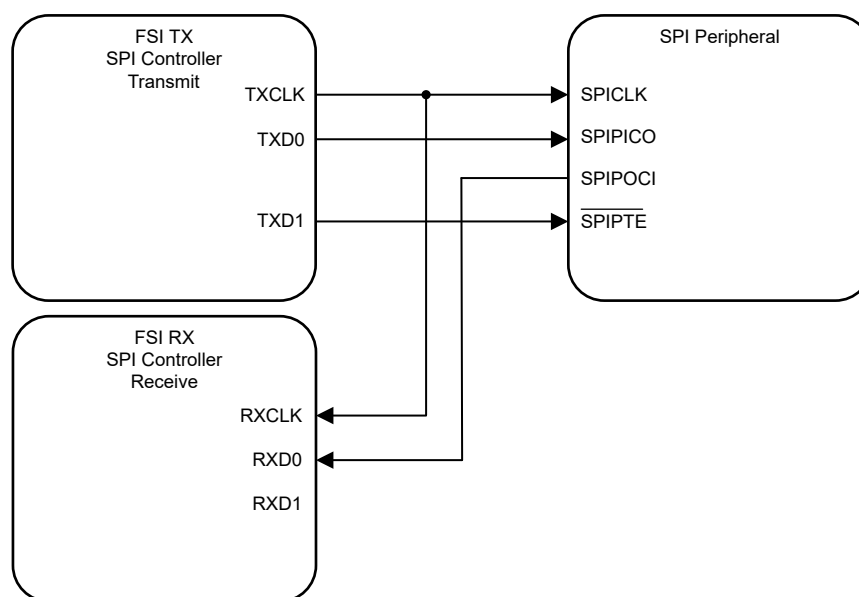 FSI TX
SPI Controller
Transmit
TXCLK
TXD0
TXD1
SPI Peripheral
SPICLK
SPIPICO
SPIPOCI
SPIPTE
FSI RX
SPI Controller
Receive
RXCLK
RXD0
RXD1